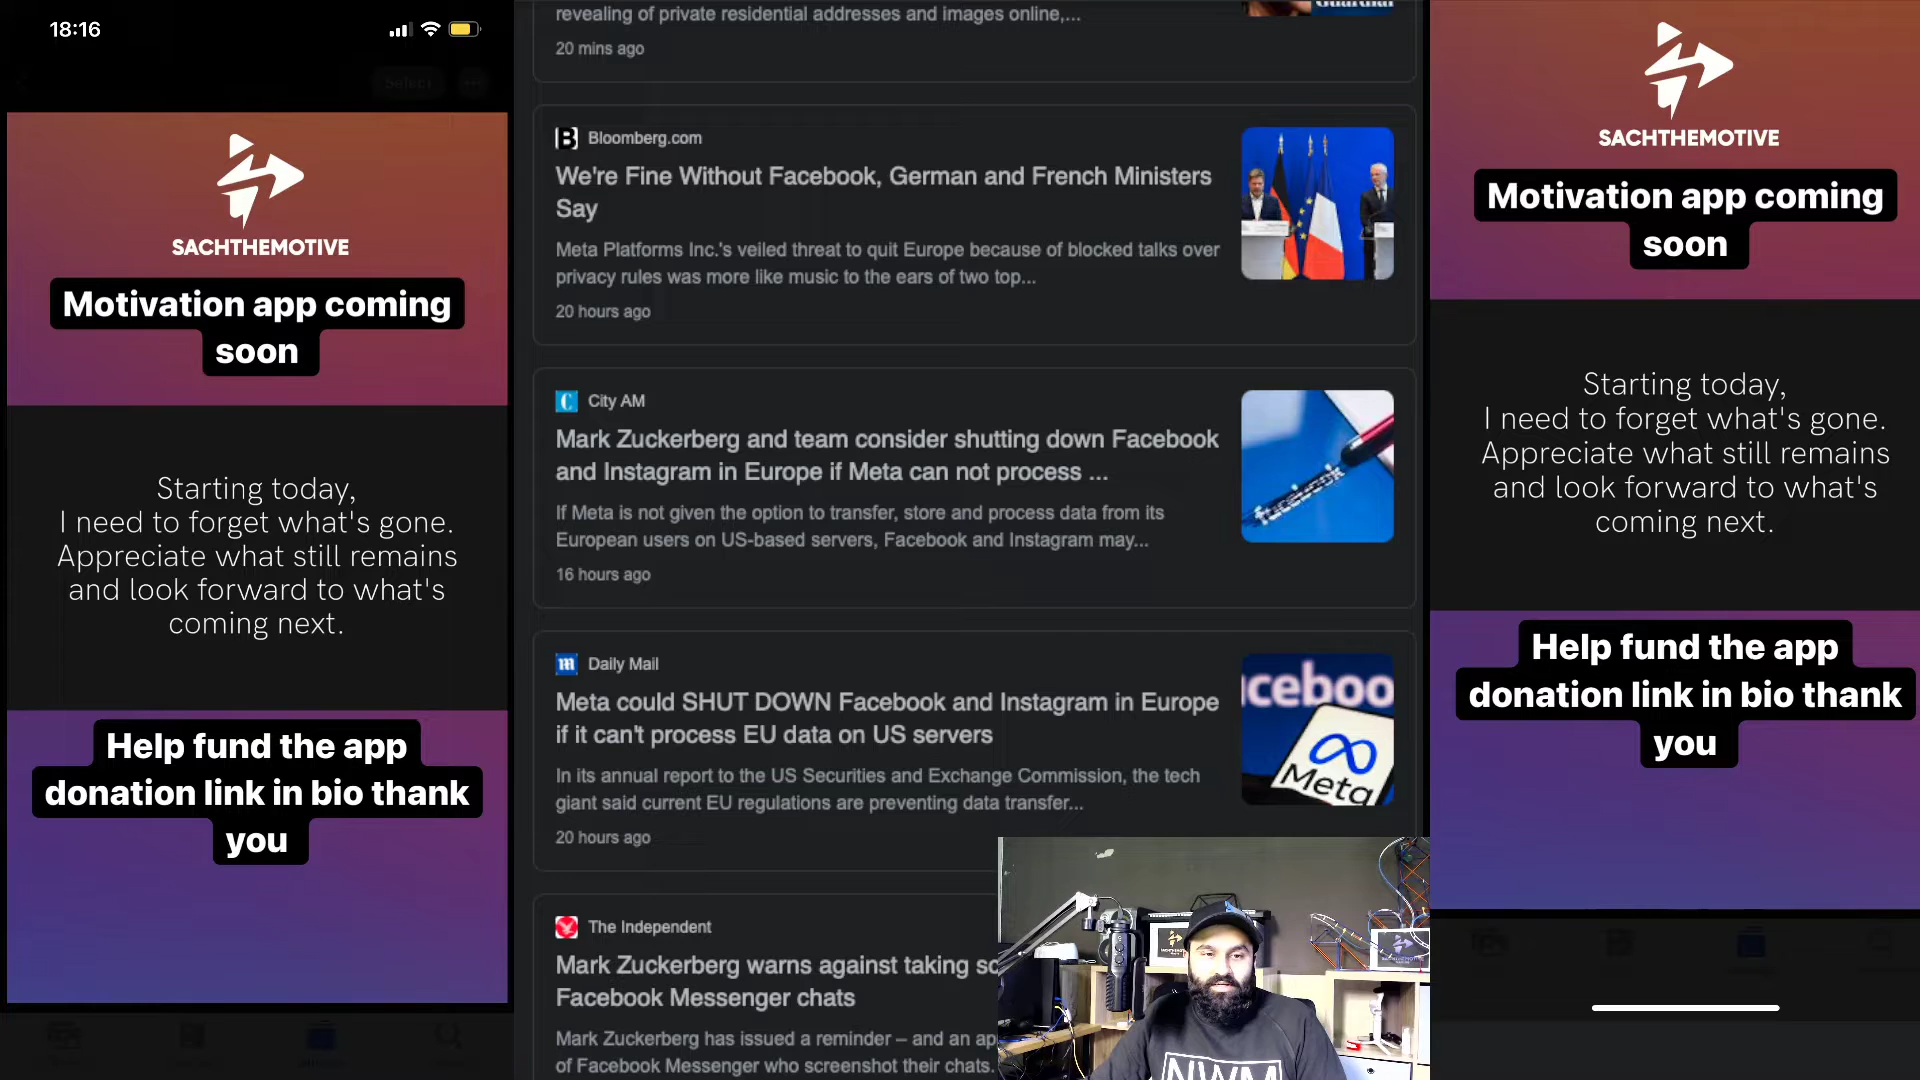 18:16
Select
SACHTHEMOTIVE
Motivation app coming
soon
Starting today,
I need to forget what's gone.
Appreciate what still remains
and look forward to what's
coming next.
Help fund the app
donation link in bio thank
you
revealing of private residential addresses and images online,...
20 mins ago
Guardian
Bloomberg.com
We're Fine Without Facebook, German and French Ministers
Say
Meta Platforms Inc.'s veiled threat to quit Europe because of blocked talks over
privacy rules was more like music to the ears of two top...
20 hours ago
City AM
Mark Zuckerberg and team consider shutting down Facebook
and Instagram in Europe if Meta can not process ...
If Meta is not given the option to transfer, store and process data from its
European users on US-based servers, Facebook and Instagram may...
16 hours ago
Daily Mail
Meta could SHUT DOWN Facebook and Instagram in Europe
if it can't process EU data on US servers
In its annual report to the US Securities and Exchange Commission, the tech
giant said current EU regulations are preventing data transfer...
20 hours ago
ceboo
Meta
The Independent
Mark Zuckerberg warns against taking sc
Facebook Messenger chats
Mark Zuckerberg has issued a reminder – and an ap
of Facebook Messenger who screenshot their chats.
NWM
SACHTHEMOTIVE
Motivation app coming
soon
Starting today,
I need to forget what's gone.
Appreciate what still remains
and look forward to what's
coming next.
Help fund the app
donation link in bio thank
you